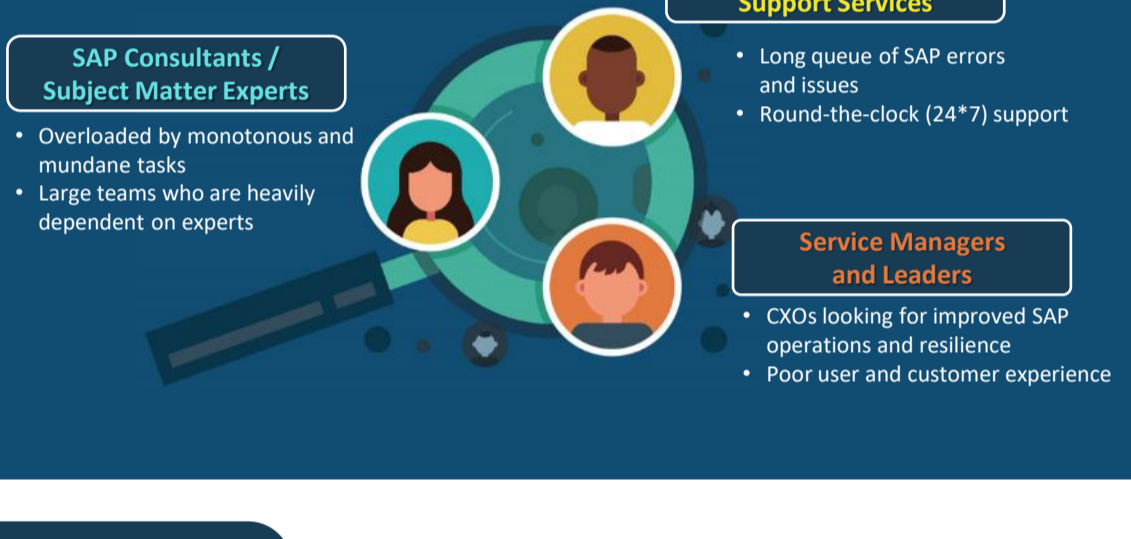 Support Services
• Long queue of SAP errors
and issues
• Round-the-clock (24*7) support
SAP Consultants /
Subject Matter Experts
• Overloaded by monotonous and
mundane tasks
• Large teams who are heavily
dependent on experts
Service Managers
and Leaders
• CXOs looking for improved SAP
operations and resilience
• Poor user and customer experience